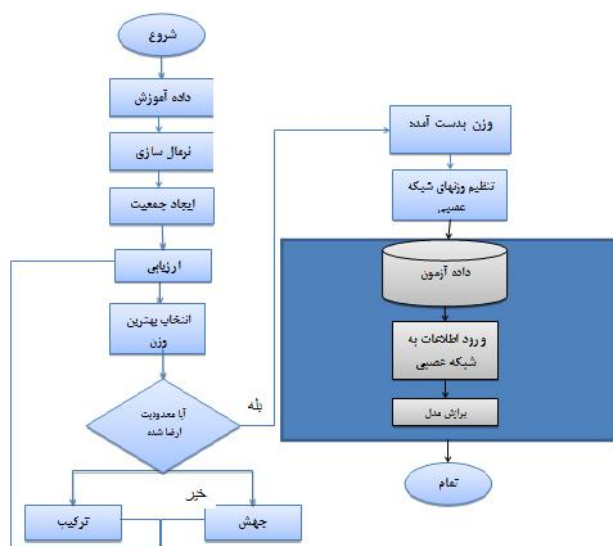 شروع
داده آموزش
نرمال سازی
ایجاد جمعیت
ارزیابی
انتخاب بهترین
وزن
آیا معدودیت
ارضا شده
بله
خیر
ترکیب
جهش
وزن بدست آمده
تنظیم وزنهای شبکه
عصبی
داده آزمون
ورود اطلاعات به
شبکه عصبی
برازش مدل
تمام